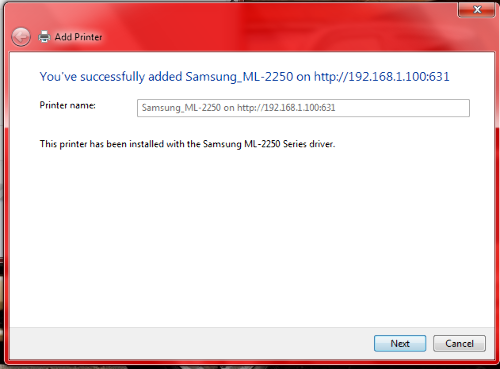 Add Printer
You've successfully added Samsung_ML-2250 on http://192.168.1.100:631
Printer name: Samsung_ML-2250 on http://192.168.1.100:631
This printer has been installed with the Samsung ML-2250 Series driver.
Next Cancel